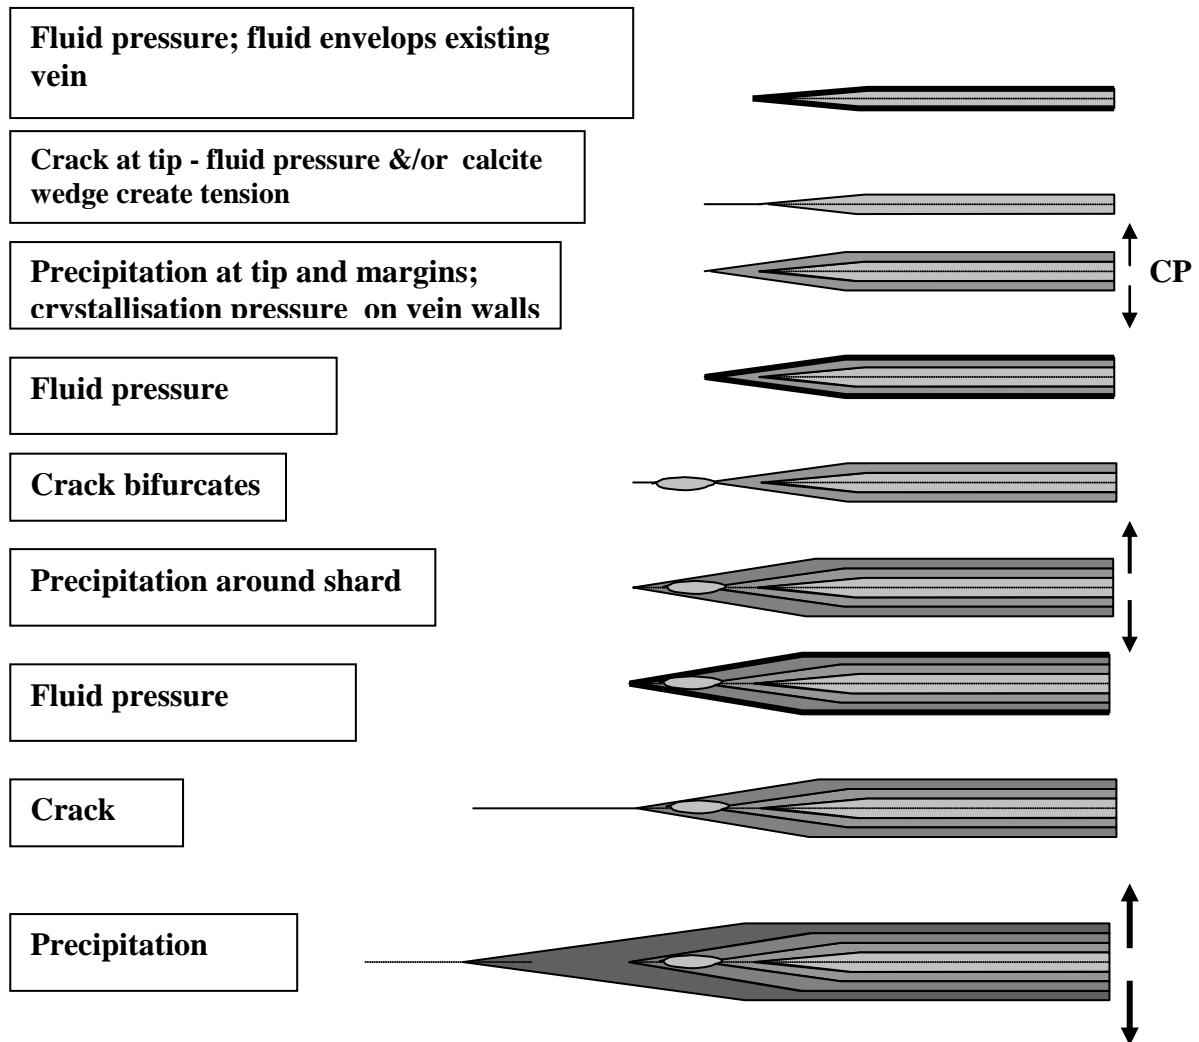 Fluid pressure; fluid envelops existing
vein
Crack at tip - fluid pressure &/or calcite
wedge create tension
Precipitation at tip and margins;
crystallisation pressure on vein walls
CP
Fluid pressure
Crack bifurcates
Precipitation around shard
Fluid pressure
Crack
Precipitation